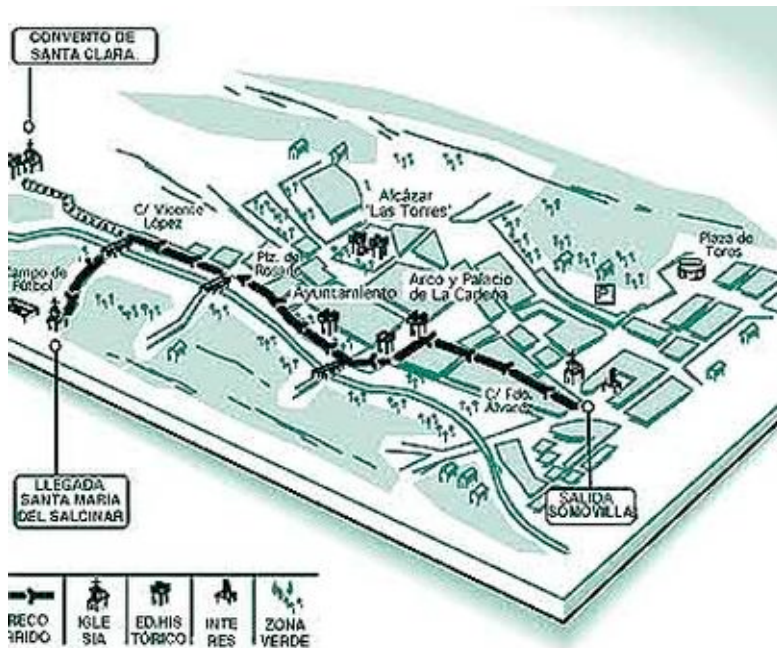 CONVENTO DE
SANTA CLARA.
C/ Vicente
López
Alcázar
'Las Torres'
Plaza de
Toros
Campo de
Fútbol
Plz. del
Rosario
Ayuntamiento
Arco y Palacio
de La Cadena
P
C/ Fdo.
Álvarez
LLEGADA
SANTA MARIA
DEL SALCINAR
SALIDA
SOMOVILLA
RECO
RRIDO
IGLE
SIA
ED.HIS
TÓRICO
INTE
RES
ZONA
VERDE